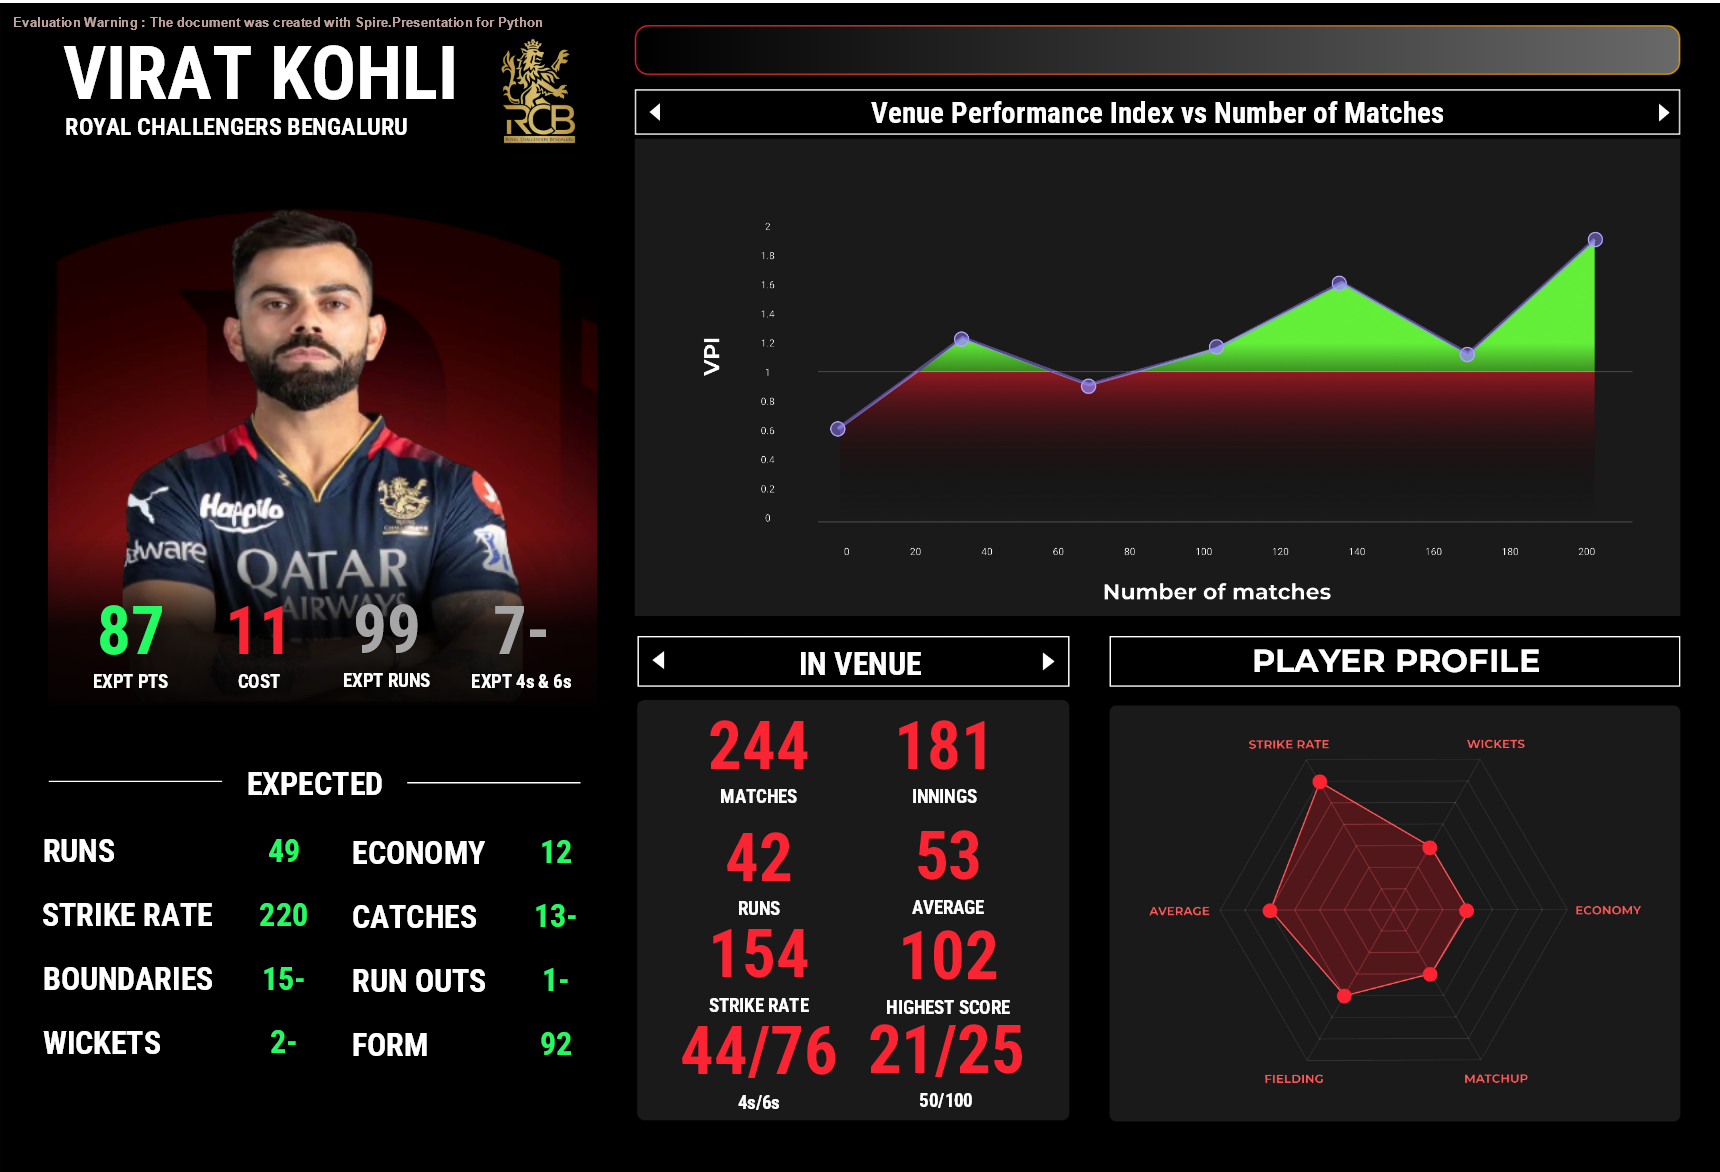 Evaluation Warning : The document was created with Spire.Presentation for Python
VIRAT KOHLI
ROYAL CHALLENGERS BENGALURU
RCB
Happilo
QATAR
AIRWAYS
87
11
99
7-
EXPT PTS
COST
EXPT RUNS
EXPT 4s & 6s
EXPECTED
RUNS 49 ECONOMY 12
STRIKE RATE 220 CATCHES 13-
BOUNDARIES 15- RUN OUTS 1-
WICKETS 2- FORM 92
Venue Performance Index vs Number of Matches
VPI
2
1.8
1.6
1.4
1.2
1
0.8
0.6
0.4
0.2
0
0 20 40 60 80 100 120 140 160 180 200
Number of matches
IN VENUE
244 181
MATCHES INNINGS
42 53
RUNS AVERAGE
154 102
STRIKE RATE HIGHEST SCORE
44/76 21/25
4s/6s 50/100
PLAYER PROFILE
STRIKE RATE WICKETS
AVERAGE ECONOMY
FIELDING MATCHUP